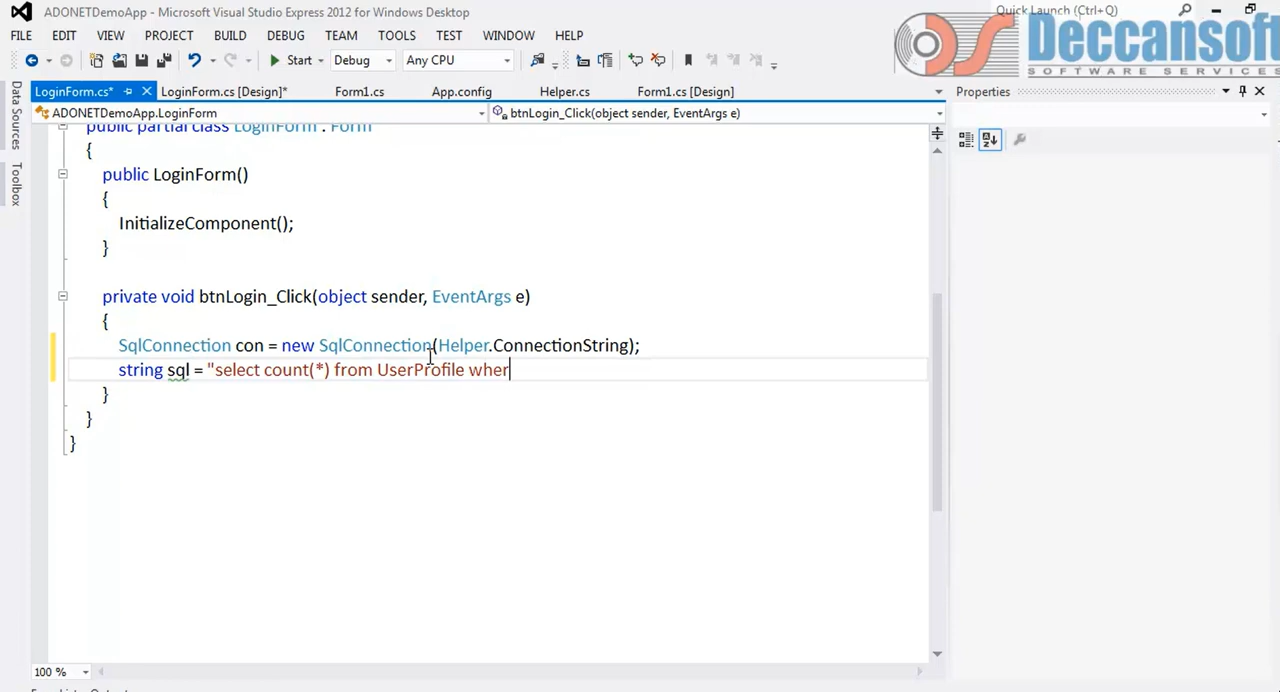 ADONETDemoApp - Microsoft Visual Studio Express 2012 for Windows Desktop
Quick Launch (Ctrl+Q)
Deccansoft
SOFTWARE SERVICES
FILE EDIT VIEW PROJECT BUILD DEBUG TEAM TOOLS TEST WINDOW HELP
Start Debug Any CPU
LoginForm.cs* LoginForm.cs [Design]* Form1.cs App.config Helper.cs Form1.cs [Design] Properties
ADONETDemoApp.LoginForm btnLogin_Click(object sender, EventArgs e)
Data Sources
Toolbox
public partial class LoginForm : Form
{
public LoginForm()
{
InitializeComponent();
}
private void btnLogin_Click(object sender, EventArgs e)
{
SqlConnection con = new SqlConnection(Helper.ConnectionString);
string sql = "select count(*) from UserProfile wher
}
}
}
100 %